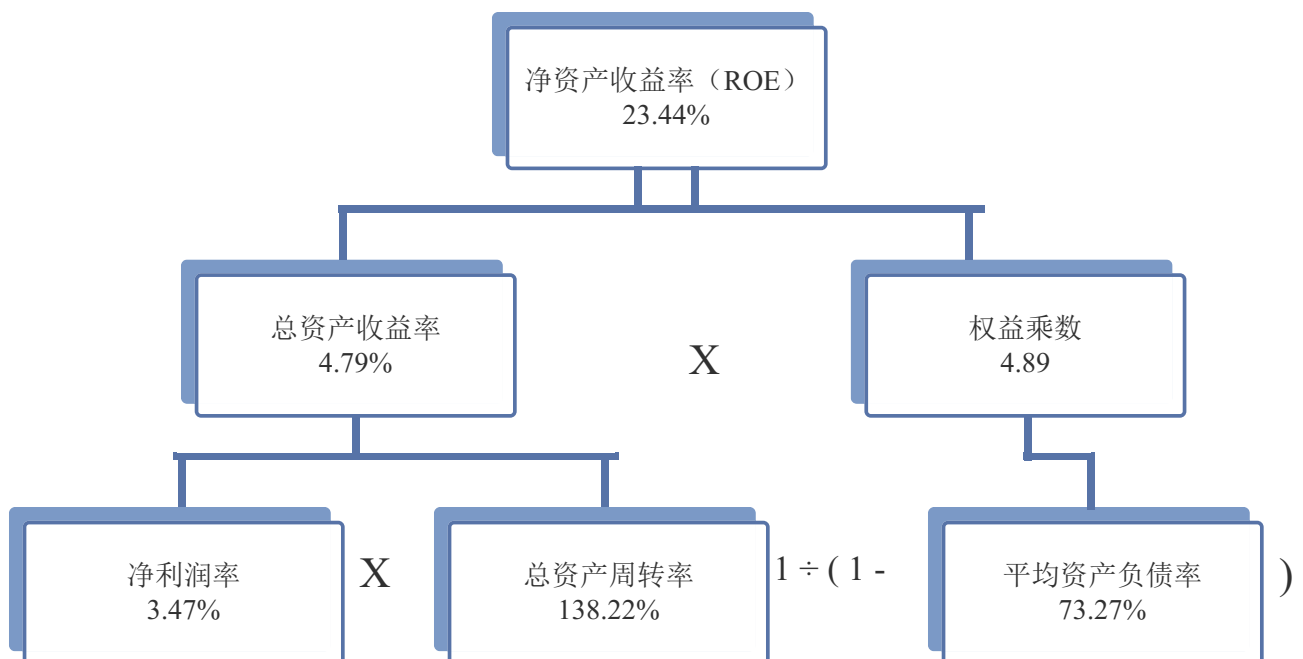 净资产收益率（ROE）
23.44%
总资产收益率
4.79%
X
权益乘数
4.89
净利润率
3.47%
X
总资产周转率
138.22%
1 ÷ ( 1 -
平均资产负债率
73.27%
)